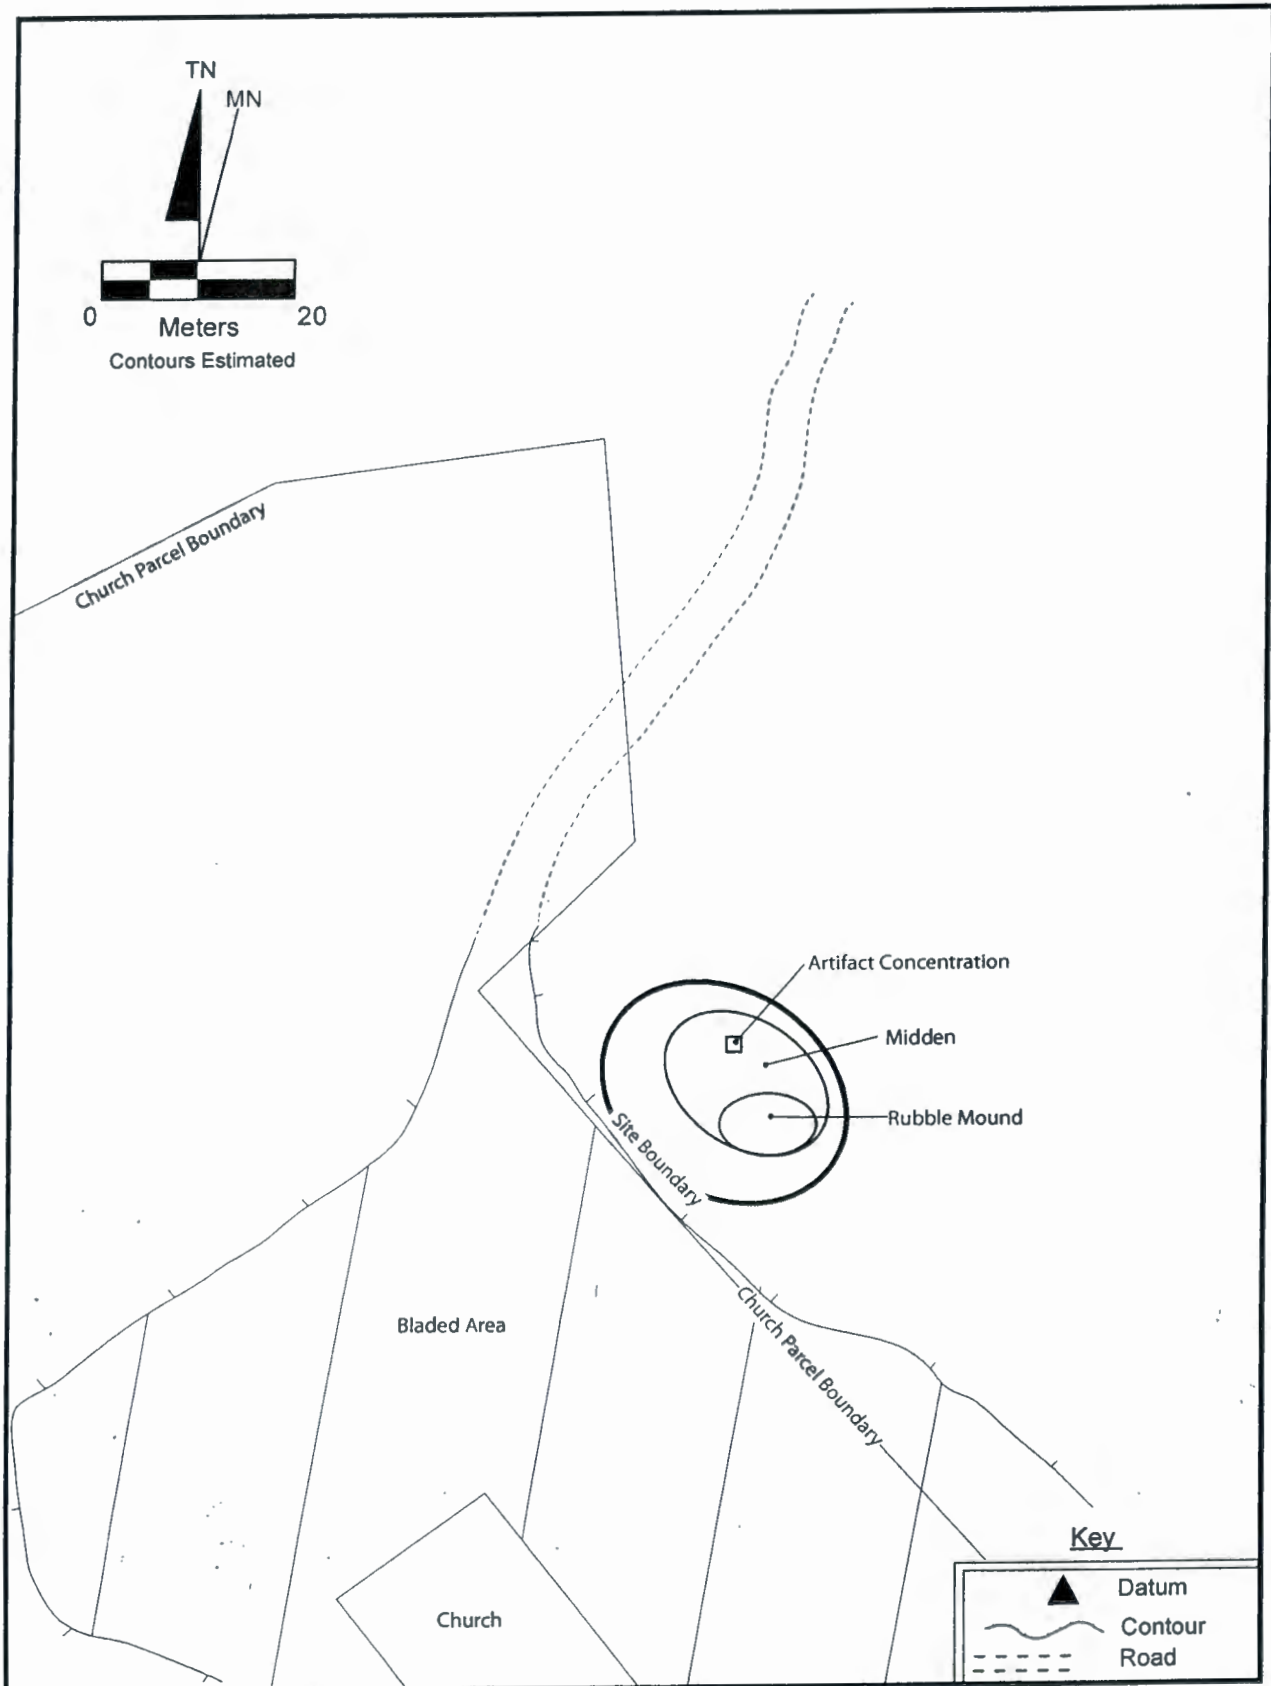 TN
MN
0
20
Meters
Contours Estimated
Church Parcel Boundary
Artifact Concentration
Midden
Rubble Mound
Site Boundary
Church Parcel Boundary
Bladed Area
Church
Key
Datum
Contour
Road